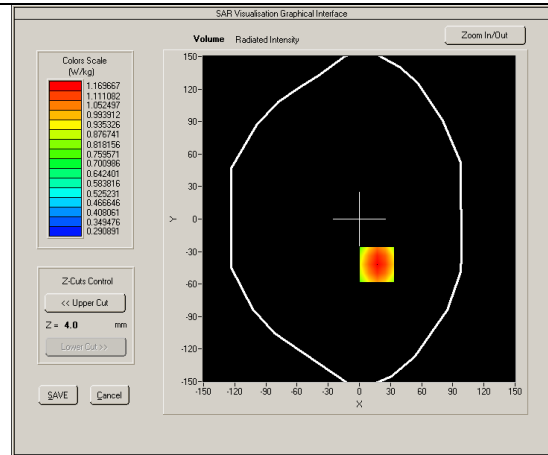 SAR Visualisation Graphical Interface
Volume Radiated Intensity
Zoom In/Out
Colors Scale
(W/kg)
1.169667
1.111082
1.052497
0.993912
0.935326
0.876741
0.818156
0.759571
0.700986
0.642401
0.583816
0.525231
0.466646
0.408061
0.349476
0.290891
Z-Cuts Control
<< Upper Cut
Z = 4.0 mm
Lower Cut >>
SAVE Cancel
Y
150-
120-
90-
60-
30-
0-
-30-
-60-
-90-
-120-
-150-
-150 -120 -90 -60 -30 0 30 60 90 120 150
X